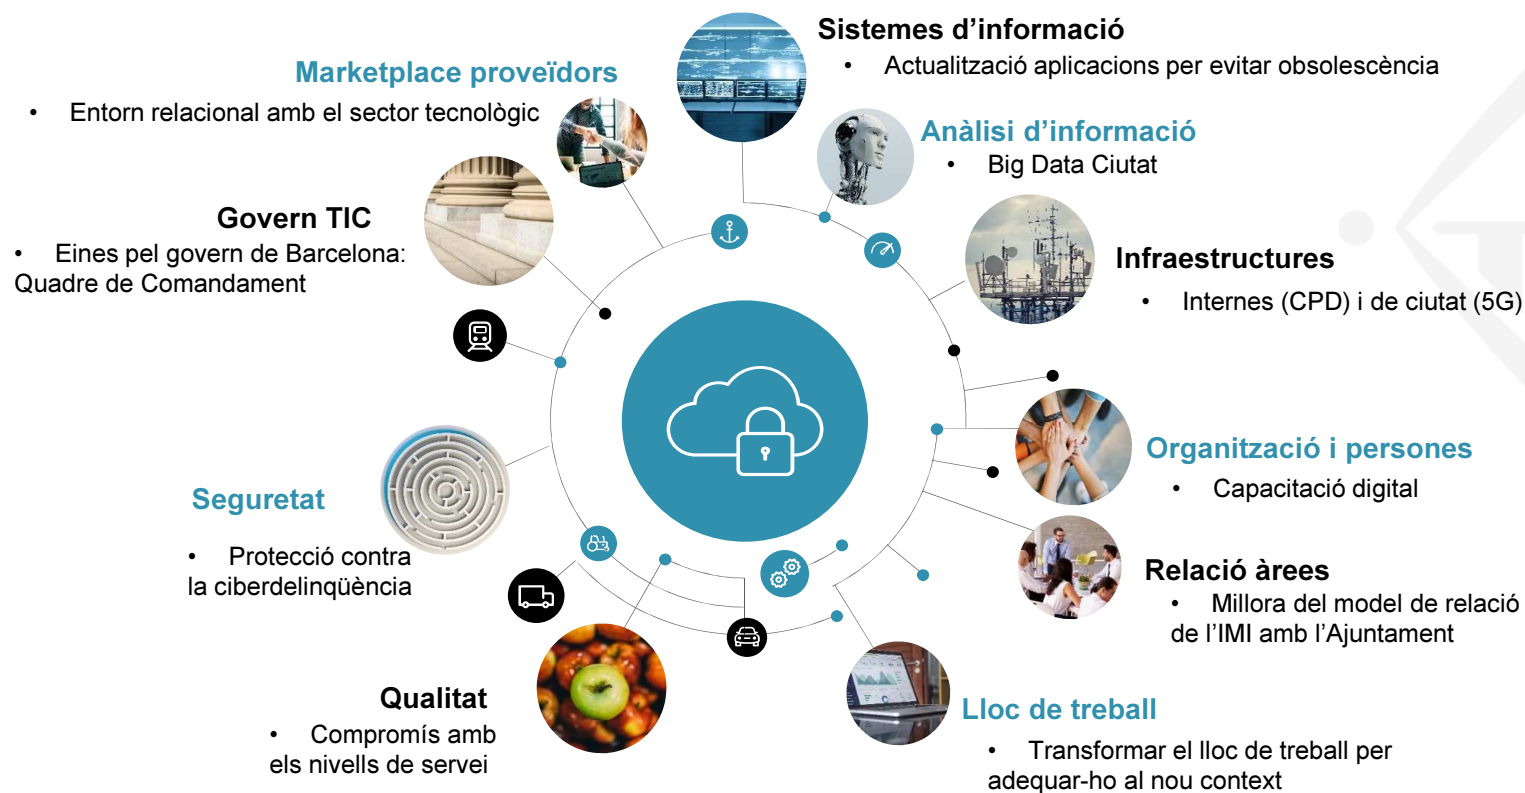 Sistemes d'informació
• Actualització aplicacions per evitar obsolescència
Marketplace proveïdors
• Entorn relacional amb el sector tecnològic
Anàlisi d'informació
• Big Data Ciutat
Govern TIC
• Eines pel govern de Barcelona:
Quadre de Comandament
Infraestructures
• Internes (CPD) i de ciutat (5G)
Organització i persones
• Capacitació digital
Seguretat
• Protecció contra
la ciberdelinqüència
Relació àrees
• Millora del model de relació
de l'IMI amb l'Ajuntament
Qualitat
• Compromís amb
els nivells de servei
Lloc de treball
• Transformar el lloc de treball per
adequar-ho al nou context